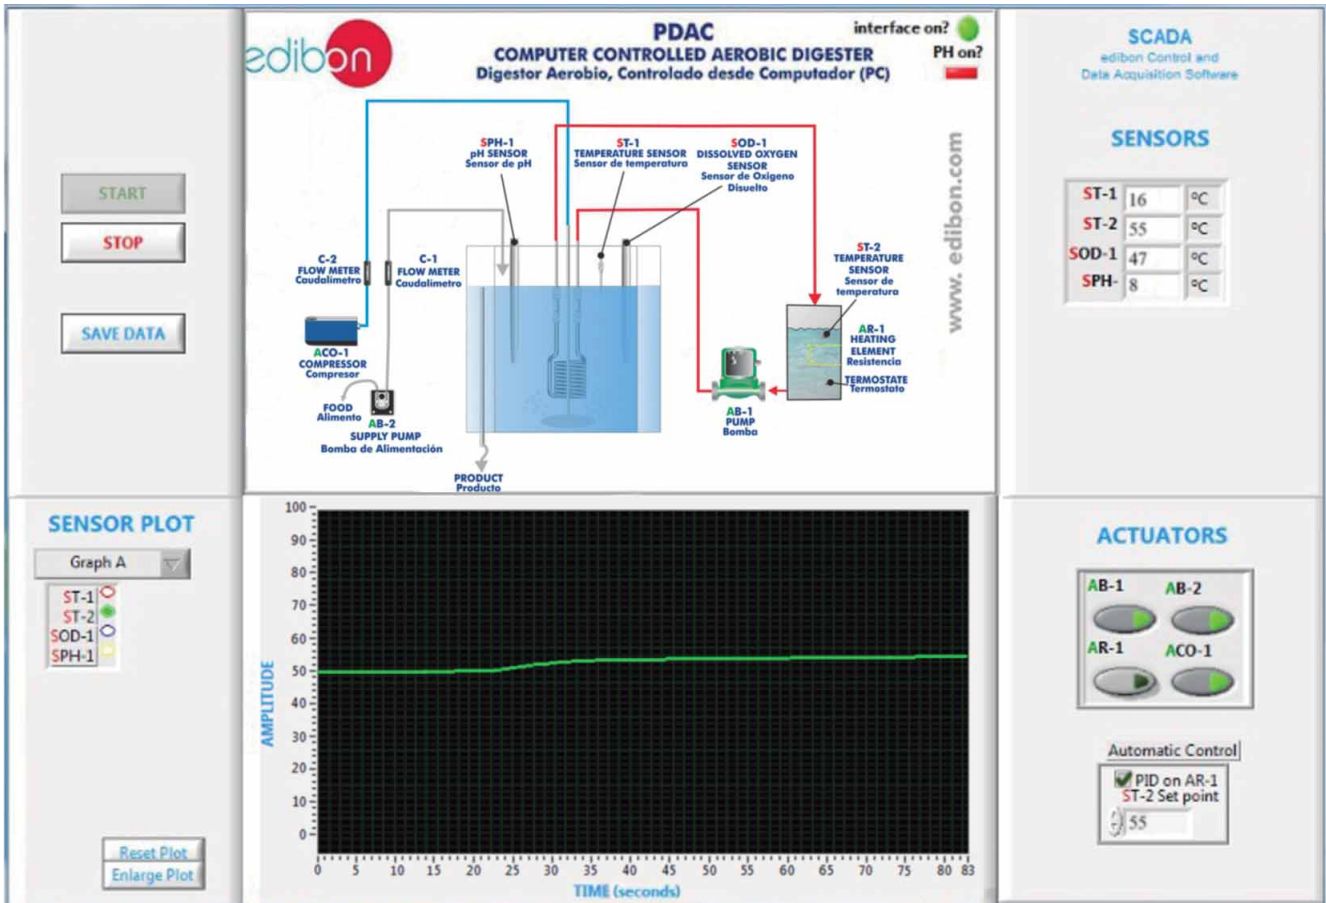 edibon
PDAC
COMPUTER CONTROLLED AEROBIC DIGESTER
Digestor Aerobio, Controlado desde Computador (PC)
interface on?
PH on?
SCADA
edibon Control and
Data Acquisition Software
SENSORS
ST-1 16 ºC
ST-2 55 ºC
SOD-1 47 ºC
SPH- 8 ºC
START
STOP
SAVE DATA
SPH-1
pH SENSOR
Sensor de pH
ST-1
TEMPERATURE SENSOR
Sensor de temperatura
SOD-1
DISSOLVED OXYGEN
SENSOR
Sensor de Oxigeno
Disuelto
www. edibon.com
C-2
FLOW METER
Caudalímetro
C-1
FLOW METER
Caudalímetro
ST-2
TEMPERATURE
SENSOR
Sensor de
temperatura
ACO-1
COMPRESSOR
Compresor
AR-1
HEATING
ELEMENT
Resistencia
TERMOSTATE
Termostato
FOOD
Alimento
AB-2
SUPPLY PUMP
Bomba de Alimentación
AB-1
PUMP
Bomba
PRODUCT
Producto
SENSOR PLOT
Graph A
ST-1
ST-2
SOD-1
SPH-1
Reset Plot
Enlarge Plot
AMPLITUDE
100
90
80
70
60
50
40
30
20
10
0
0 5 10 15 20 25 30 35 40 45 50 55 60 65 70 75 80 83
TIME (seconds)
ACTUATORS
AB-1 AB-2
AR-1 ACO-1
Automatic Control
PID on AR-1
ST-2 Set point
55